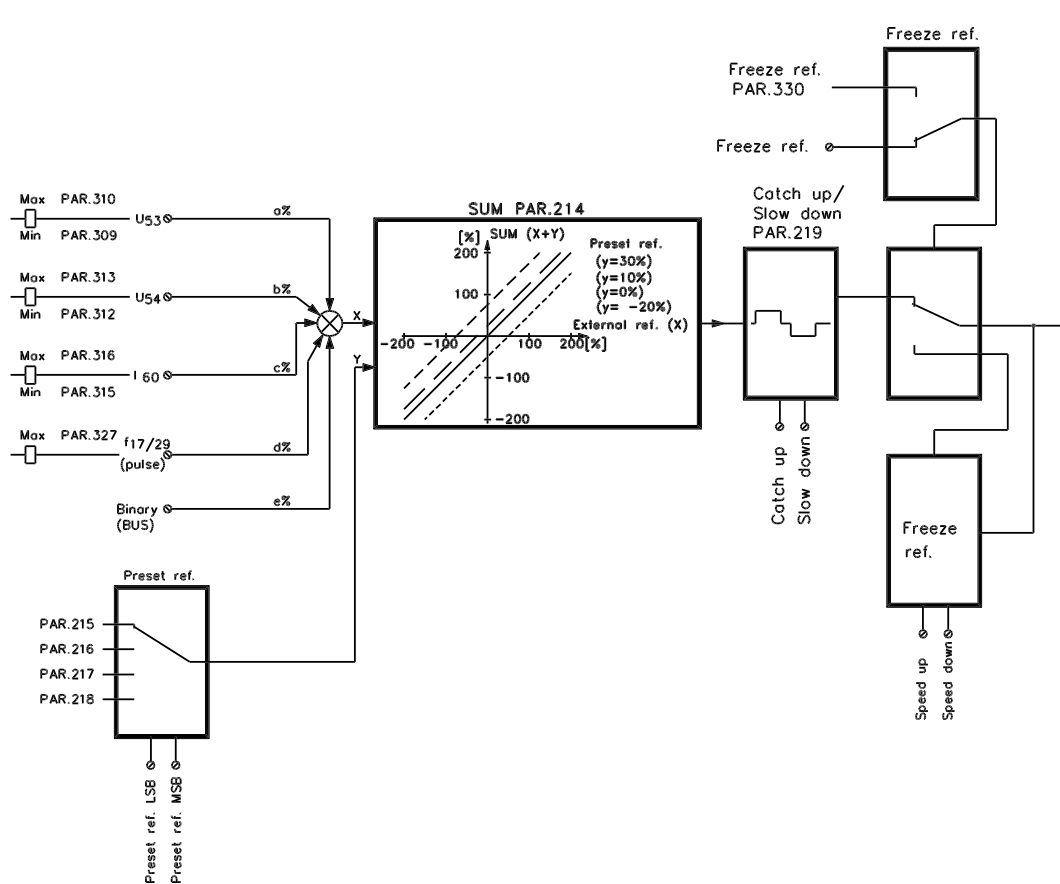 Freeze ref.
Freeze ref.
PAR.330
Freeze ref.
Max PAR.310
U53
Min PAR.309
a%
Max PAR.313
U54
Min PAR.312
b%
Max PAR.316
I 60
Min PAR.315
c%
Max PAR.327
f17/29
(pulse)
d%
Binary
(BUS)
e%
X
Y
SUM PAR.214
[%] SUM (X+Y)
200
100
-200 -100
100 200[%]
-100
-200
Preset ref.
(y=30%)
(y=10%)
(y=0%)
(y= -20%)
External ref. (X)
Catch up/
Slow down
PAR.219
Catch up
Slow down
Freeze
ref.
Speed up
Speed down
Preset ref.
PAR.215
PAR.216
PAR.217
PAR.218
Preset ref. LSB
Preset ref. MSB